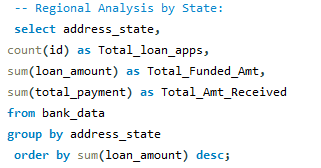 -- Regional Analysis by State:
select address_state,
count(id) as Total_loan_apps,
sum(loan_amount) as Total_Funded_Amt,
sum(total_payment) as Total_Amt_Received
from bank_data
group by address_state
order by sum(loan_amount) desc;